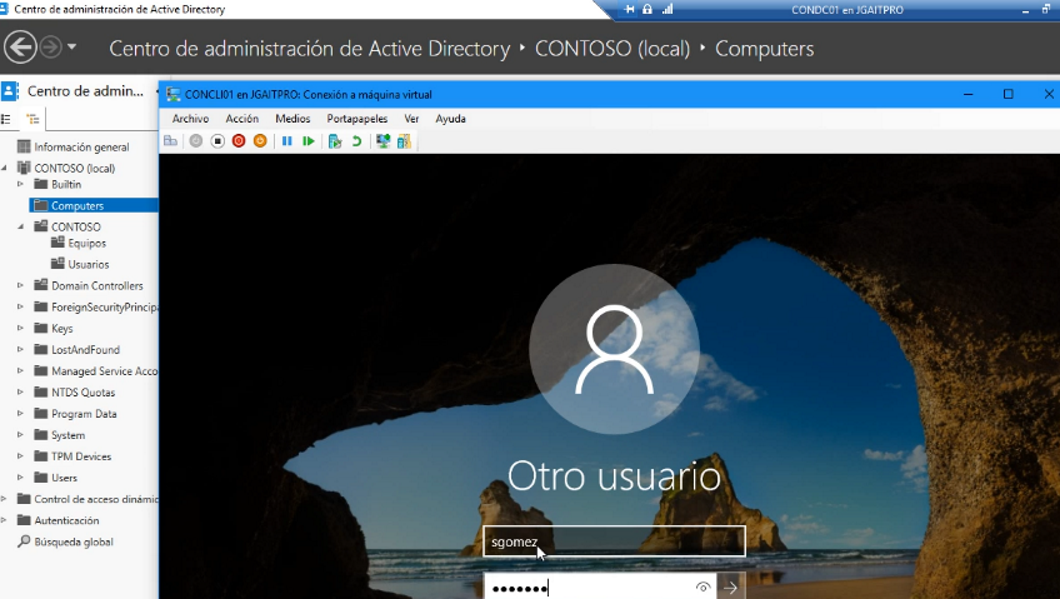 Centro de administración de Active Directory
CONDC01 en JGAITPRO
Centro de administración de Active Directory • CONTOSO (local) • Computers
Centro de admin...
CONCLI01 en JGAITPRO: Conexión a máquina virtual
Archivo Acción Medios Portapapeles Ver Ayuda
Información general
CONTOSO (local)
Builtin
Computers
CONTOSO
Equipos
Usuarios
Domain Controllers
ForeignSecurityPrincipa
Keys
LostAndFound
Managed Service Acco
NTDS Quotas
Program Data
System
TPM Devices
Users
Control de acceso dinámic
Autenticación
Búsqueda global
Otro usuario
sgomez